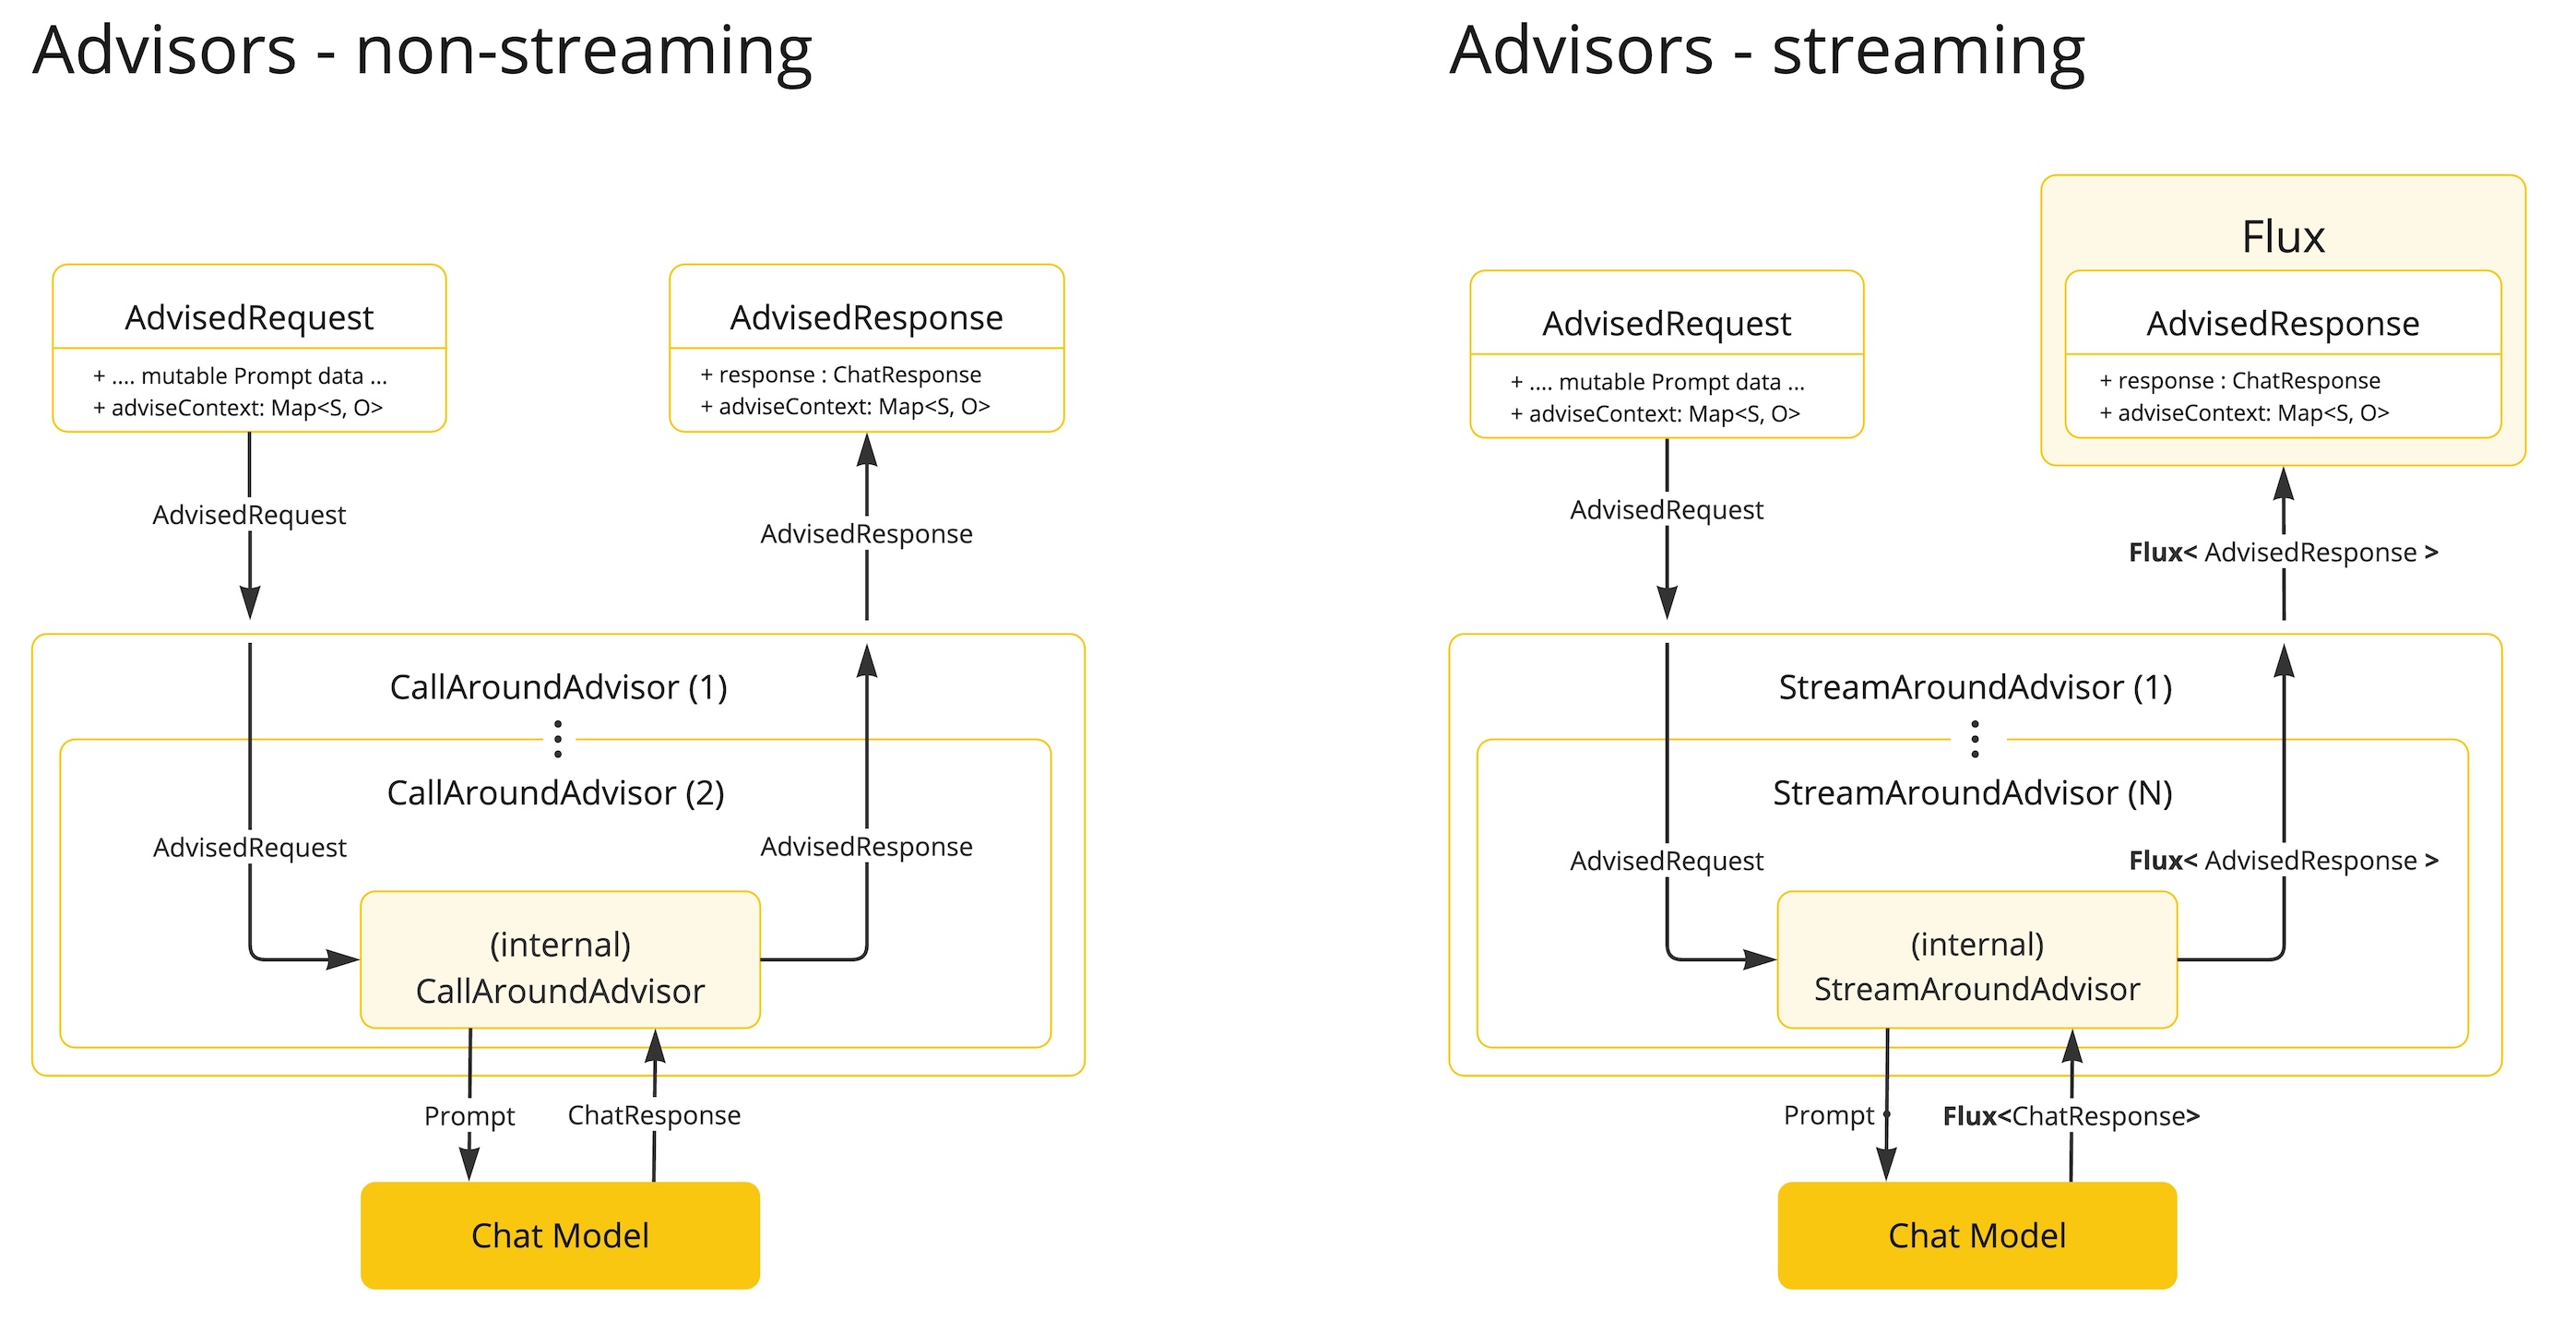 Advisors - non-streaming
AdvisedRequest
+ .... mutable Prompt data ...
+ adviseContext: Map<S, O>
AdvisedResponse
+ response : ChatResponse
+ adviseContext: Map<S, O>
AdvisedRequest
AdvisedResponse
CallAroundAdvisor (1)
CallAroundAdvisor (2)
AdvisedRequest
AdvisedResponse
(internal)
CallAroundAdvisor
Prompt
ChatResponse
Chat Model
Advisors - streaming
Flux
AdvisedRequest
+ .... mutable Prompt data ...
+ adviseContext: Map<S, O>
AdvisedResponse
+ response : ChatResponse
+ adviseContext: Map<S, O>
AdvisedRequest
Flux< AdvisedResponse >
StreamAroundAdvisor (1)
StreamAroundAdvisor (N)
AdvisedRequest
Flux< AdvisedResponse >
(internal)
StreamAroundAdvisor
Prompt
Flux<ChatResponse>
Chat Model